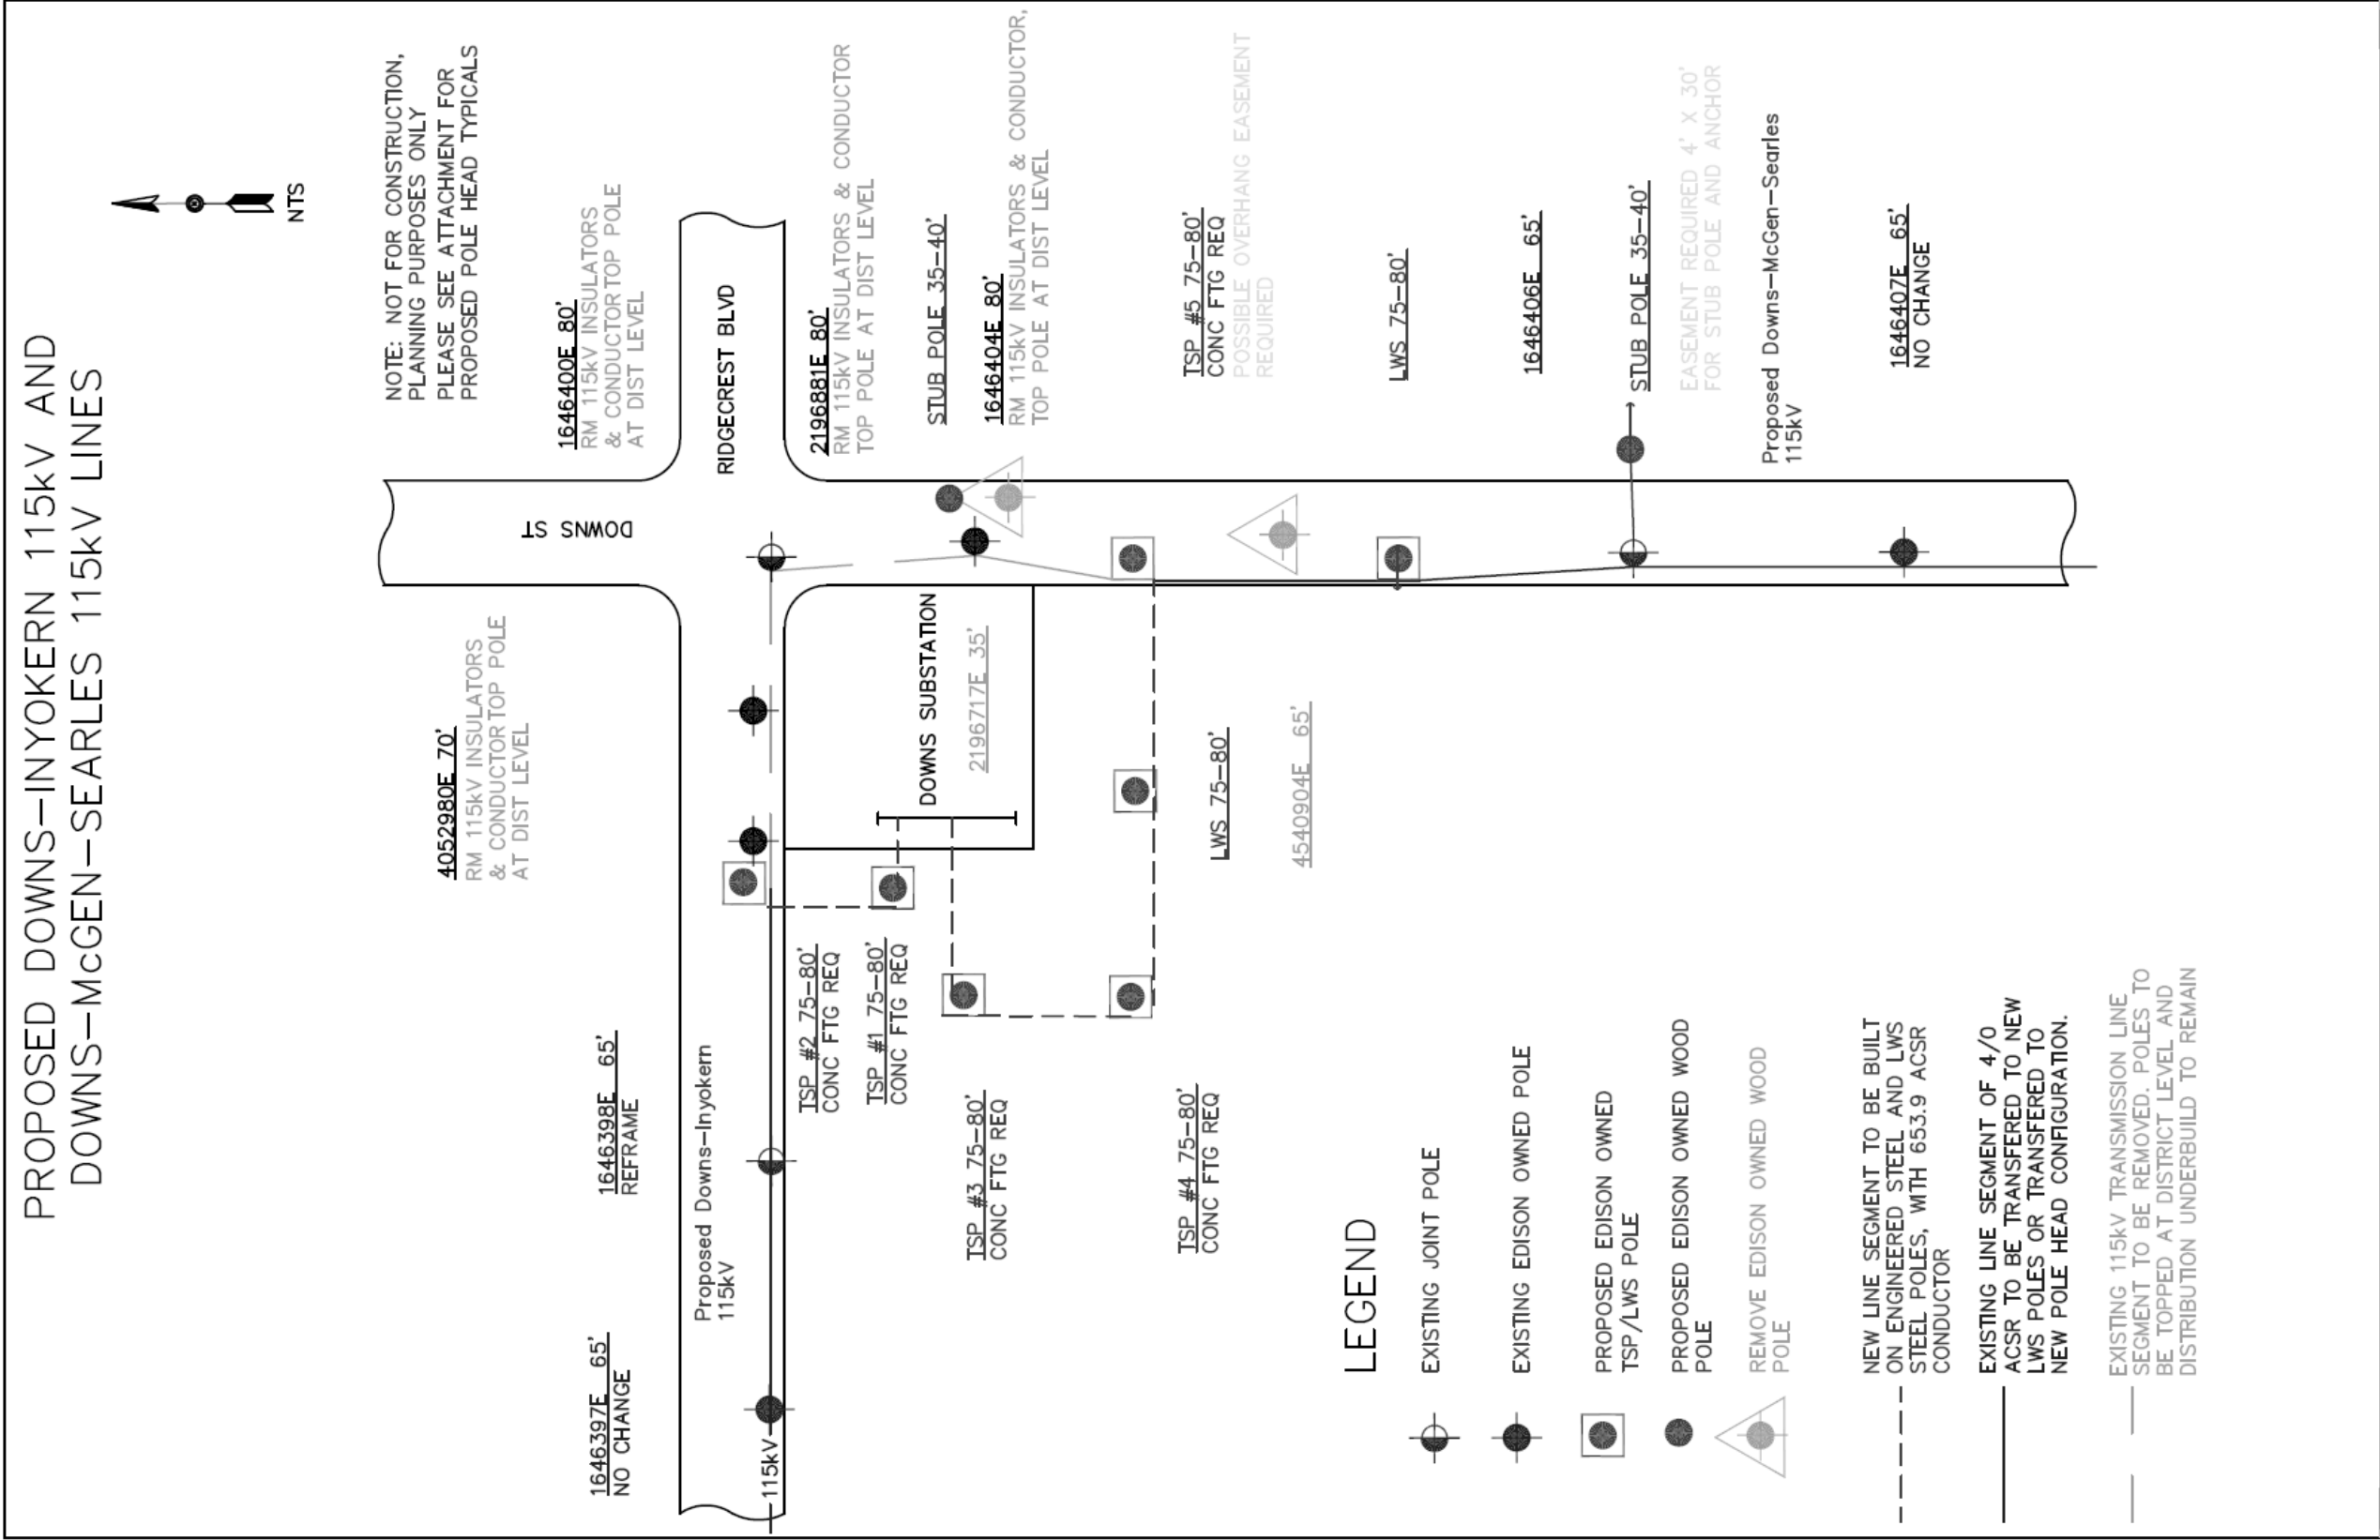 PROPOSED DOWNS-INYOKERN 115kV AND
DOWNS-McGEN-SEARLES 115kV LINES
NTS
NOTE: NOT FOR CONSTRUCTION,
PLANNING PURPOSES ONLY
PLEASE SEE ATTACHMENT FOR
PROPOSED POLE HEAD TYPICALS
4052980E 70'
RM 115kV INSULATORS
& CONDUCTORTOP POLE
AT DIST LEVEL
1646400E 80'
RM 115kV INSULATORS
& CONDUCTORTOP POLE
AT DIST LEVEL
1646397E 65'
NO CHANGE
1646398E 65'
REFRAME
DOWNS ST
RIDGECREST BLVD
Proposed Downs-Inyokern
115kV
115kV
TSP #2 75-80'
CONC FTG REQ
TSP #1 75-80'
CONC FTG REQ
2196881E 80'
RM 115kV INSULATORS & CONDUCTOR
TOP POLE AT DIST LEVEL
DOWNS SUBSTATION
2196717E 35'
STUB POLE 35-40'
1646404E 80'
RM 115kV INSULATORS & CONDUCTOR,
TOP POLE AT DIST LEVEL
TSP #3 75-80'
CONC FTG REQ
TSP #4 75-80'
CONC FTG REQ
LWS 75-80'
TSP #5 75-80'
CONC FTG REQ
POSSIBLE OVERHANG EASEMENT
REQUIRED
4540904E 65'
LWS 75-80'
1646406E 65'
STUB POLE 35-40'
EASEMENT REQUIRED 4' X 30'
FOR STUB POLE AND ANCHOR
Proposed Downs-McGen-Searles
115kV
1646407E 65'
NO CHANGE
LEGEND
EXISTING JOINT POLE
EXISTING EDISON OWNED POLE
PROPOSED EDISON OWNED
TSP/LWS POLE
PROPOSED EDISON OWNED WOOD
POLE
REMOVE EDISON OWNED WOOD
POLE
NEW LINE SEGMENT TO BE BUILT
ON ENGINEERED STEEL AND LWS
STEEL POLES, WITH 653.9 ACSR
CONDUCTOR
EXISTING LINE SEGMENT OF 4/0
ACSR TO BE TRANSFERED TO NEW
LWS POLES OR TRANSFERED TO
NEW POLE HEAD CONFIGURATION.
EXISTING 115kV TRANSMISSION LINE
SEGMENT TO BE REMOVED. POLES TO
BE TOPPED AT DISTRICT LEVEL AND
DISTRIBUTION UNDERBUILD TO REMAIN